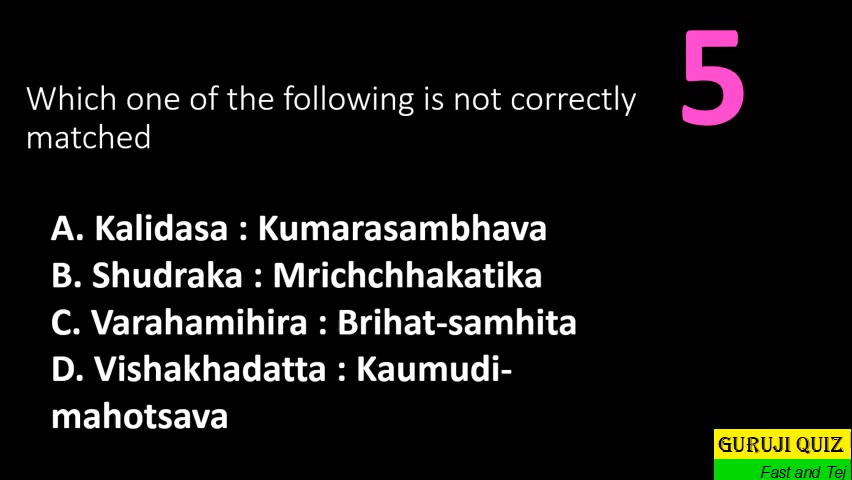 5
Which one of the following is not correctly
matched
A. Kalidasa : Kumarasambhava
B. Shudraka : Mrichchhakatika
C. Varahamihira : Brihat-samhita
D. Vishakhadatta : Kaumudi-
mahotsava
GURUJI QUIZ
Fast and Tej